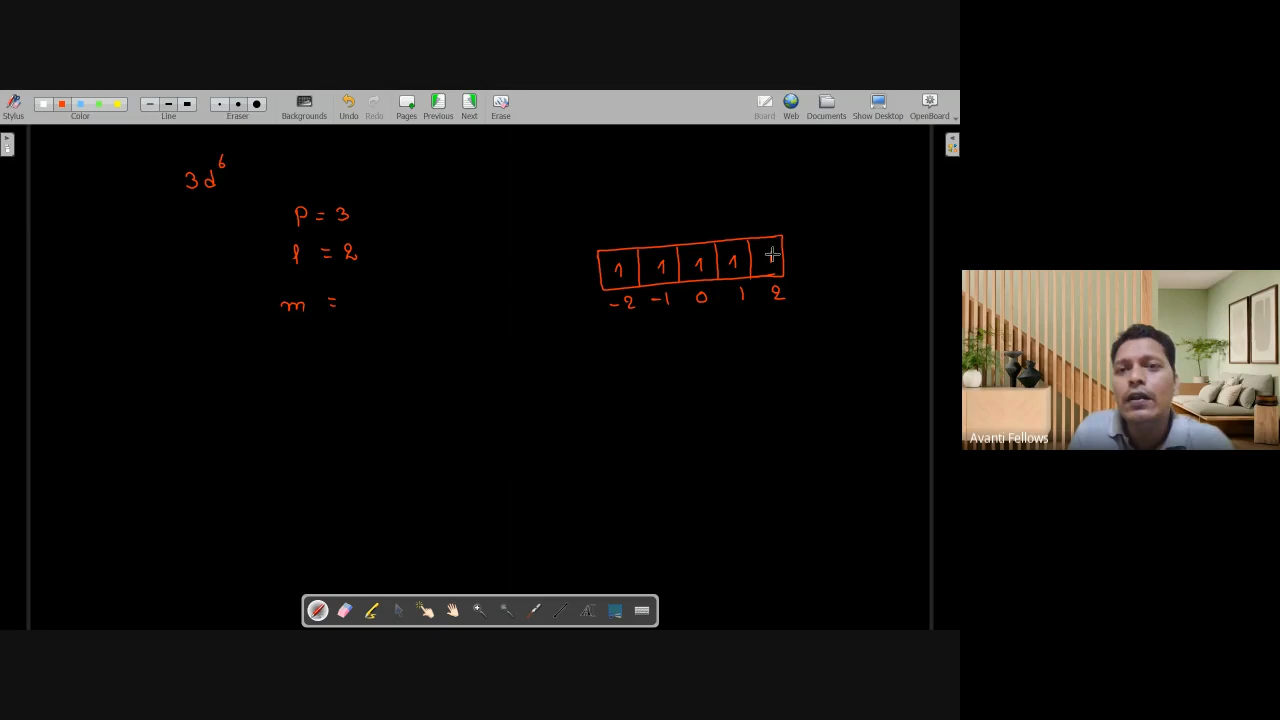 Stylus
Color
Line
Eraser
Backgrounds
Undo
Redo
Pages
Previous
Next
Erase
Board
Web
Documents
Show Desktop
OpenBoard
3d⁶
P = 3
l = 2
m =
1 1 1 1
-2 -1 0 1 2
Avanti Fellows